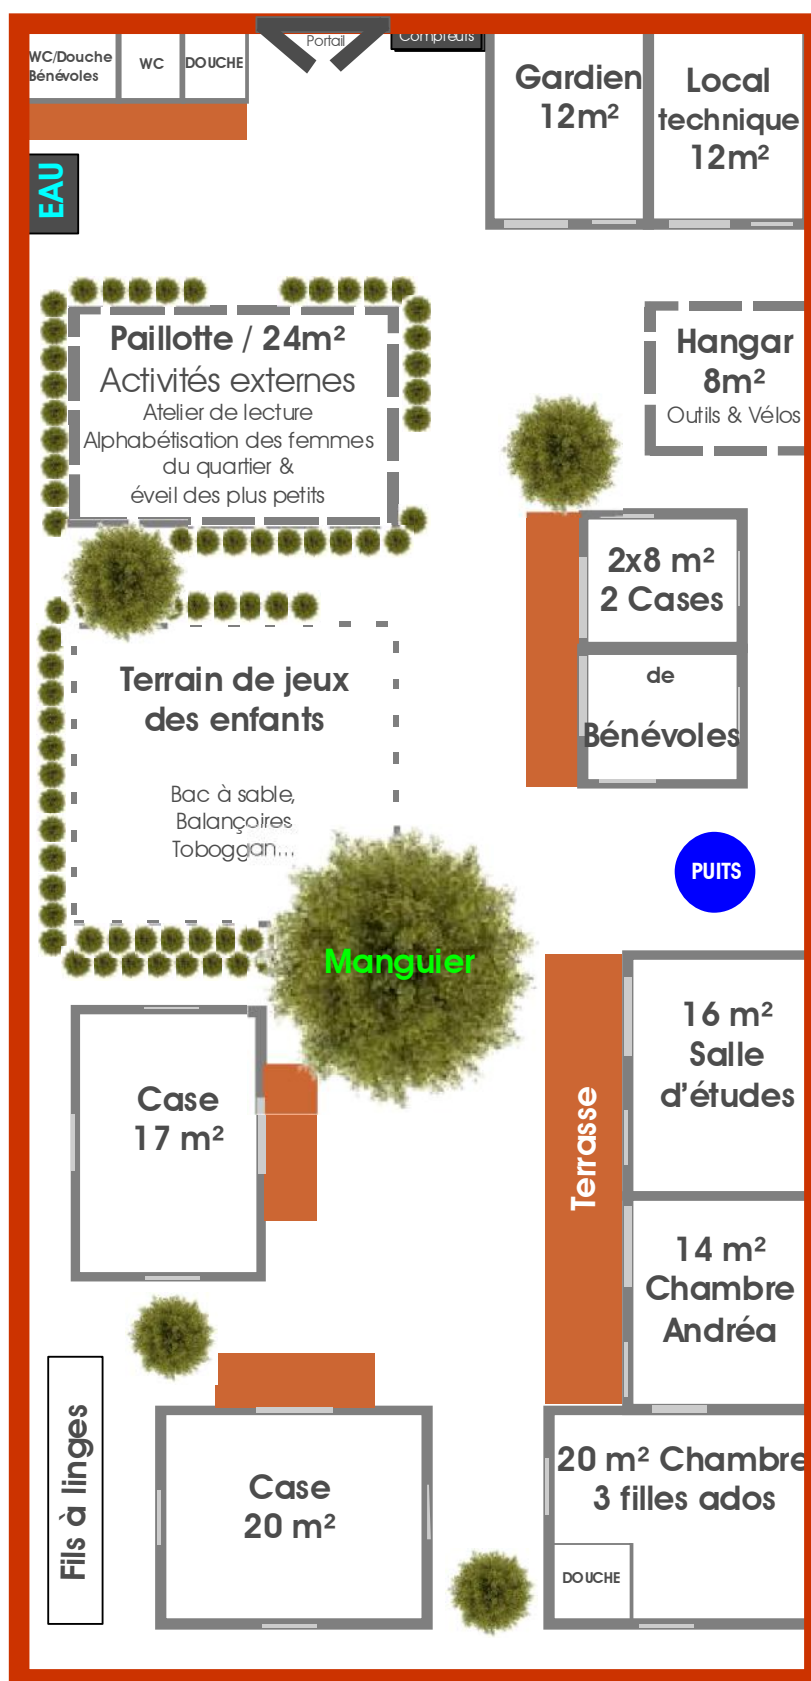 Portail
Compteurs
WC/Douche
Bénévoles
WC
DOUCHE
Gardien
12m²
Local
technique
12m²
EAU
Paillotte / 24m²
Activités externes
Atelier de lecture
Alphabétisation des femmes
du quartier &
éveil des plus petits
Hangar
8m²
Outils & Vélos
2x8 m²
2 Cases
de
Bénévoles
Terrain de jeux
des enfants
Bac à sable,
Balançoires
Toboggan...
PUITS
Manguier
16 m²
Salle
d'études
Terrasse
Case
17 m²
14 m²
Chambre
Andréa
Fils à linges
Case
20 m²
20 m² Chambre
3 filles ados
DOUCHE